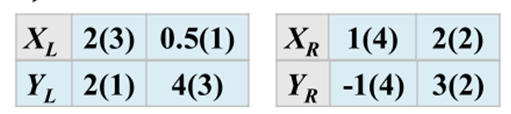 X_L 2(3) 0.5(1)
Y_L 2(1) 4(3)
X_R 1(4) 2(2)
Y_R -1(4) 3(2)